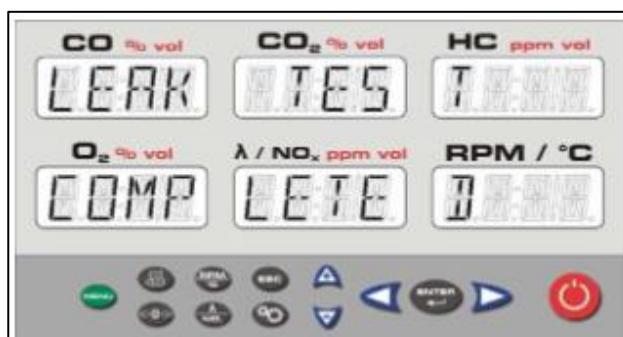 CO % vol CO₂ % vol HC ppm vol
LEAK TES T
O₂ % vol λ / NOₓ ppm vol RPM / °C
COMP LETE D
RPM ESC
MENU ENTER